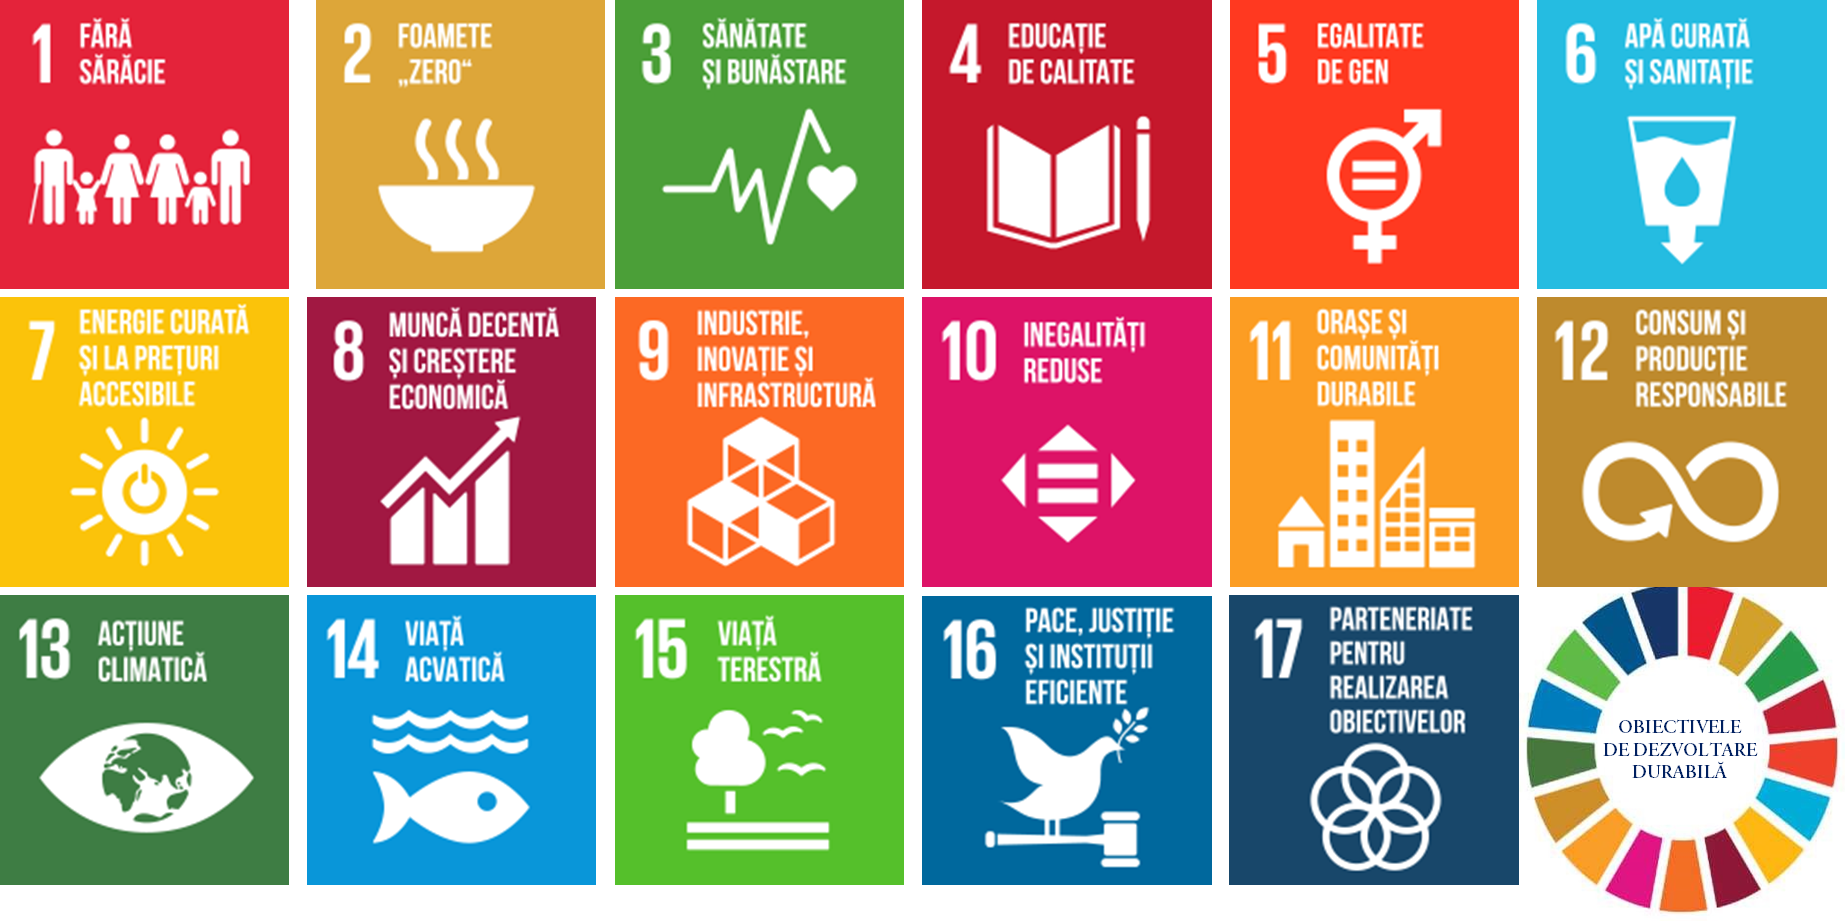 1 FĂRĂ
SĂRĂCIE
2 FOAMETE
„ZERO“
3 SĂNĂTATE
ȘI BUNĂSTARE
4 EDUCAȚIE
DE CALITATE
5 EGALITATE
DE GEN
6 APĂ CURATĂ
ȘI SANITAȚIE
7 ENERGIE CURATĂ
ȘI LA PREȚURI
ACCESIBILE
8 MUNCĂ DECENTĂ
ȘI CREȘTERE
ECONOMICĂ
9 INDUSTRIE,
INOVAȚIE ȘI
INFRASTRUCTURĂ
10 INEGALITĂȚI
REDUSE
11 ORAȘE ȘI
COMUNITĂȚI
DURABILE
12 CONSUM ȘI
PRODUCȚIE
RESPONSABILE
13 ACȚIUNE
CLIMATICĂ
14 VIAȚĂ
ACVATICĂ
15 VIAȚĂ
TERESTRĂ
16 PACE, JUSTIȚIE
ȘI INSTITUȚII
EFICIENTE
17 PARTENERIATE
PENTRU
REALIZAREA
OBIECTIVELOR
OBIECTIVELE
DE DEZVOLTARE
DURABILĂ